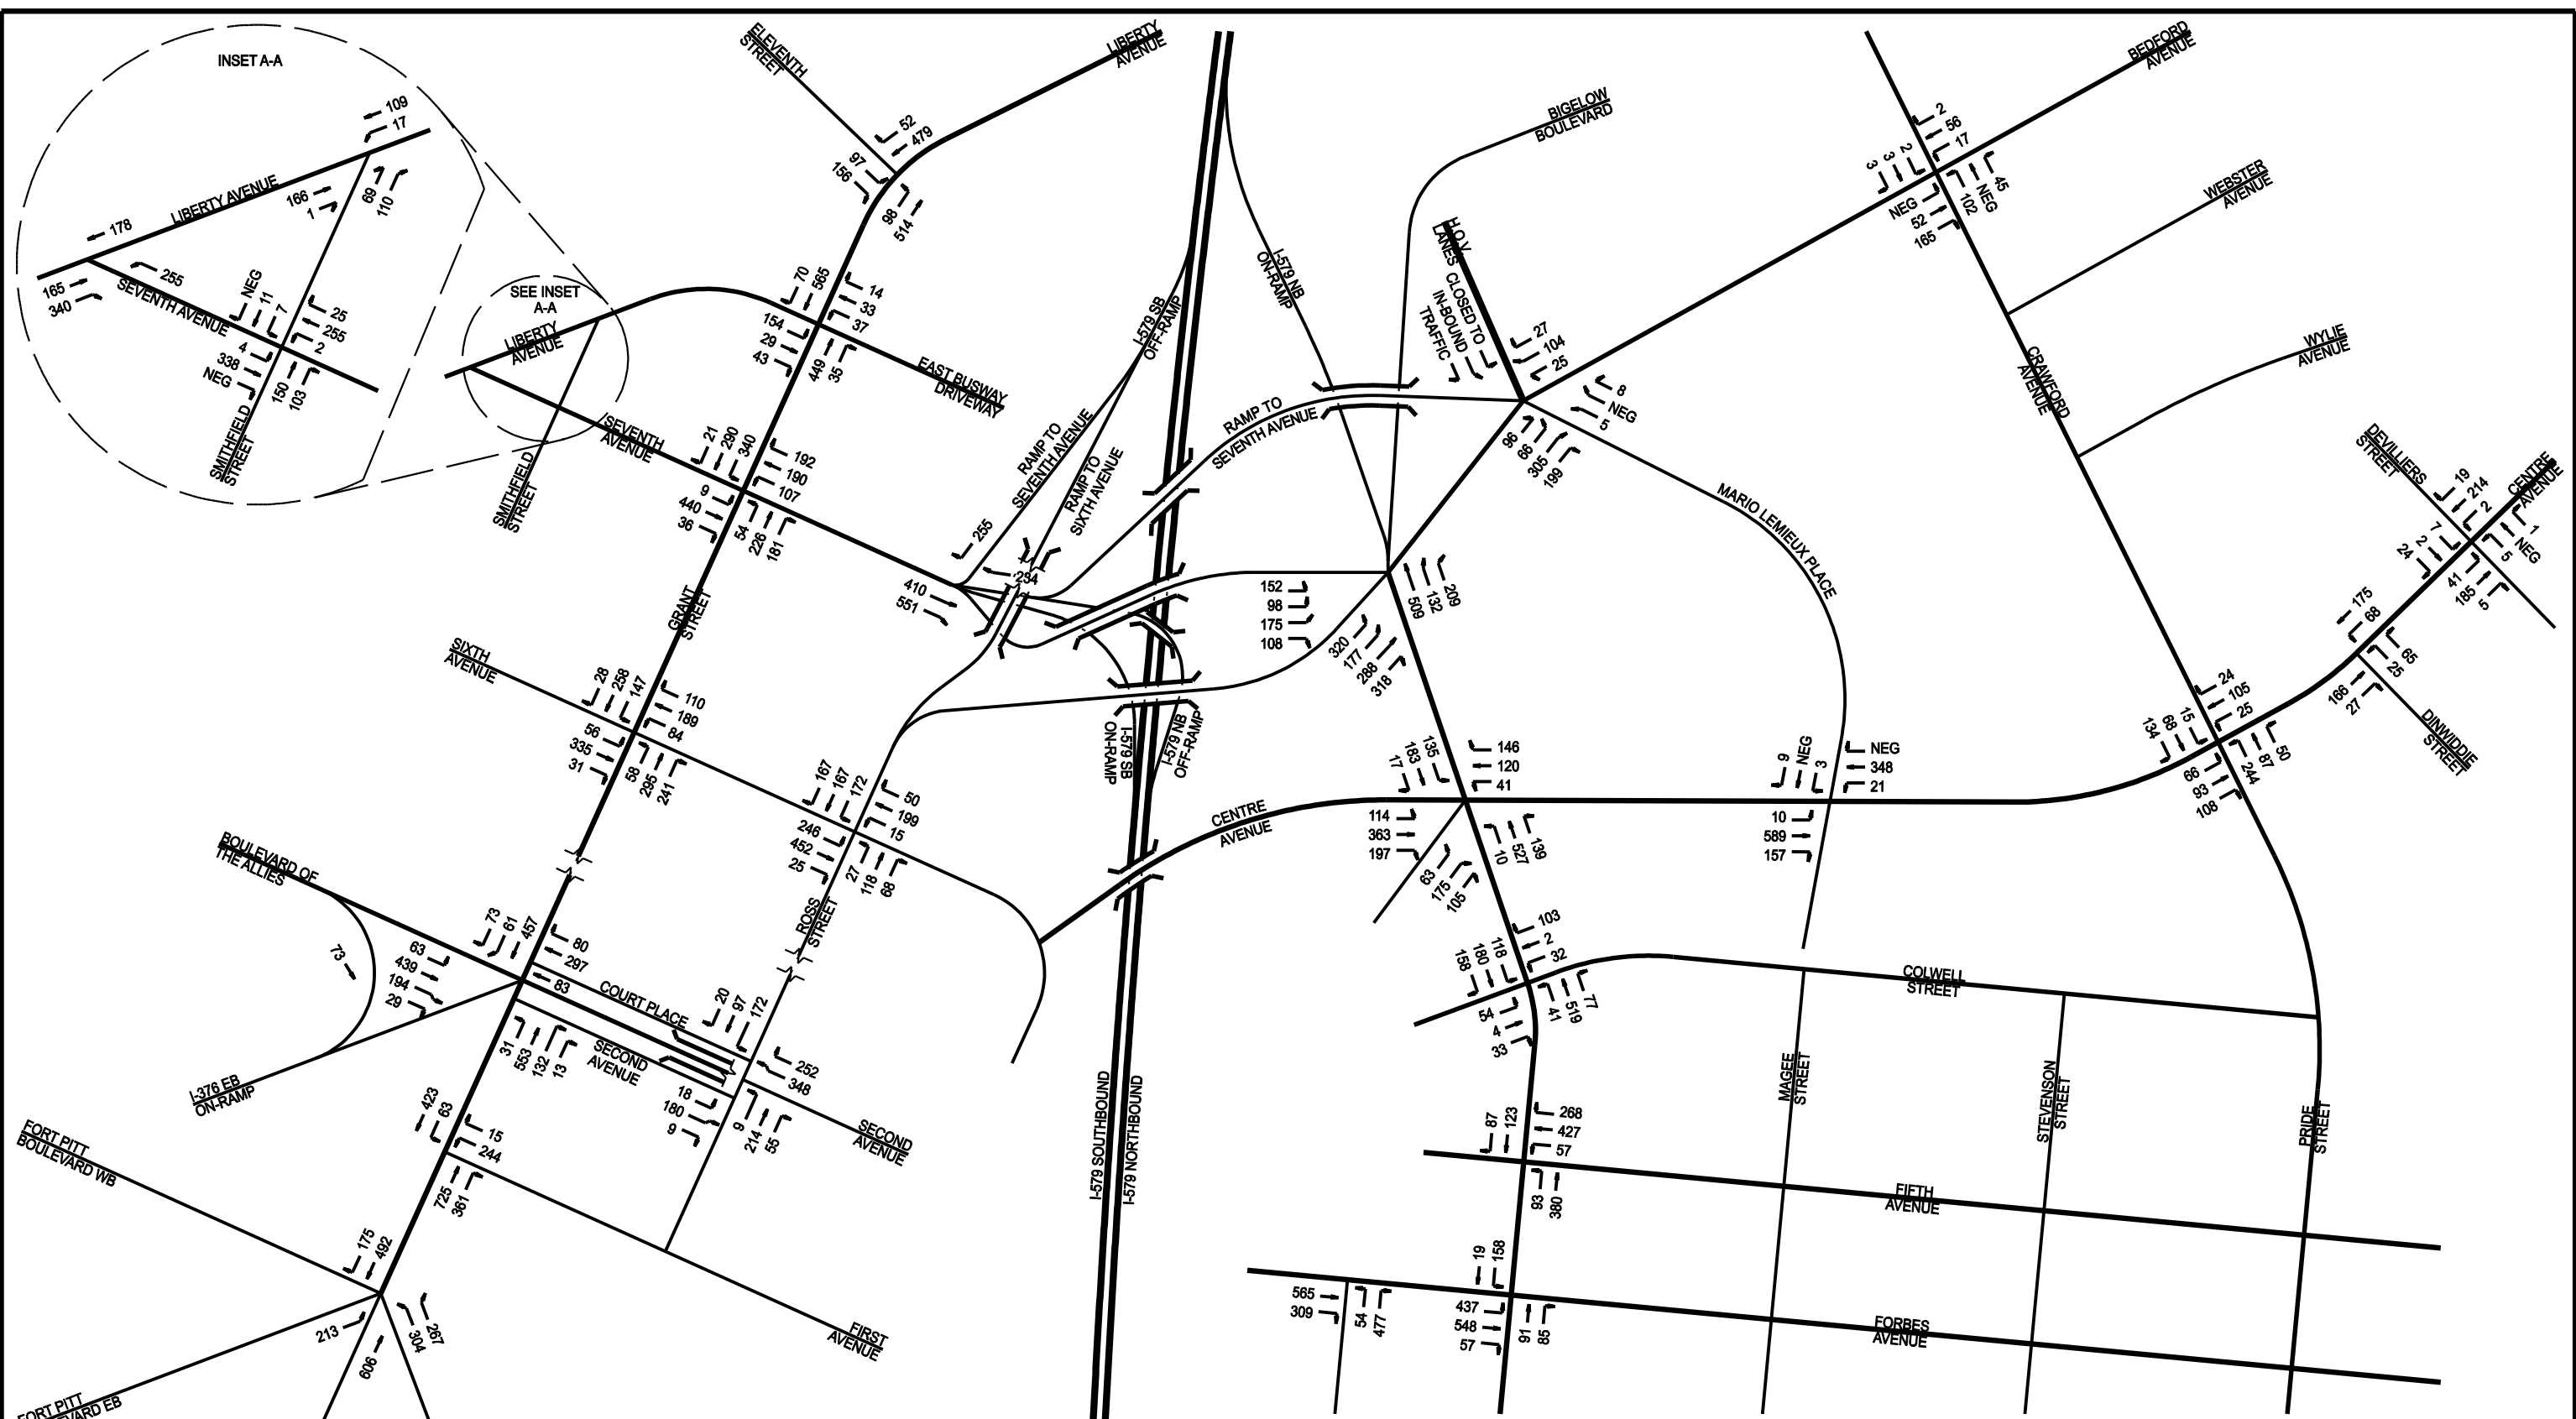 INSET A-A
109
17
LIBERTY AVENUE
166
1
69
110
178
165
340
SEVENTH AVENUE
255
NEG
11
7
25
255
2
4
338
NEG
150
103
SMITHFIELD
STREET
SEE INSET
A-A
LIBERTY
AVENUE
SMITHFIELD
STREET
SEVENTH
AVENUE
ELEVENTH
STREET
LIBERTY
AVENUE
52
479
97
156
98
514
70
565
14
33
37
154
29
43
449
35
EAST BUSWAY
DRIVEWAY
21
290
340
192
190
107
9
440
36
54
226
181
GRANT
STREET
I-579 SB
OFF-RAMP
RAMP TO
SEVENTH AVENUE
RAMP TO
SIXTH AVENUE
255
234
410
551
I-579 NB
ON-RAMP
RAMP TO
SEVENTH AVENUE
BIGELOW
BOULEVARD
H.O.V.
LANES CLOSED TO
IN-BOUND
TRAFFIC
27
104
25
8
NEG
5
96
66
305
199
MARIO LEMIEUX PLACE
BEDFORD
AVENUE
2
56
17
3
3
2
NEG
52
165
102
NEG
45
WEBSTER
AVENUE
WYLIE
AVENUE
CRAWFORD
AVENUE
DEVILLIERS
STREET
CENTRE
AVENUE
19
214
2
7
2
24
1
NEG
5
41
185
5
175
68
65
25
166
27
DINWIDDIE
STREET
24
105
25
15
68
134
66
93
108
50
87
244
152
98
175
108
509
132
209
320
177
288
318
SIXTH
AVENUE
28
258
147
110
189
84
56
335
31
58
295
241
167
167
172
50
199
15
246
452
25
27
118
68
ROSS
STREET
I-579 SB
ON-RAMP
I-579 NB
OFF-RAMP
CENTRE
AVENUE
17
183
135
146
120
41
114
363
197
63
175
105
10
527
139
9
NEG
3
NEG
348
21
10
589
157
BOULEVARD OF
THE ALLIES
73
63
439
194
29
73
61
457
80
297
83
COURT PLACE
SECOND
AVENUE
31
553
132
13
20
97
172
252
348
18
180
9
9
214
55
SECOND
AVENUE
I-376 EB
ON-RAMP
158
180
118
103
2
32
54
4
33
41
519
77
COLWELL
STREET
MAGEE
STREET
STEVENSON
STREET
PRIDE
STREET
I-579 SOUTHBOUND
I-579 NORTHBOUND
FORT PITT
BOULEVARD WB
423
63
15
244
725
361
87
123
268
427
57
93
380
FIFTH
AVENUE
175
492
213
606
304
267
FIRST
AVENUE
565
309
54
477
19
158
437
548
57
91
85
FORBES
AVENUE
FORT PITT